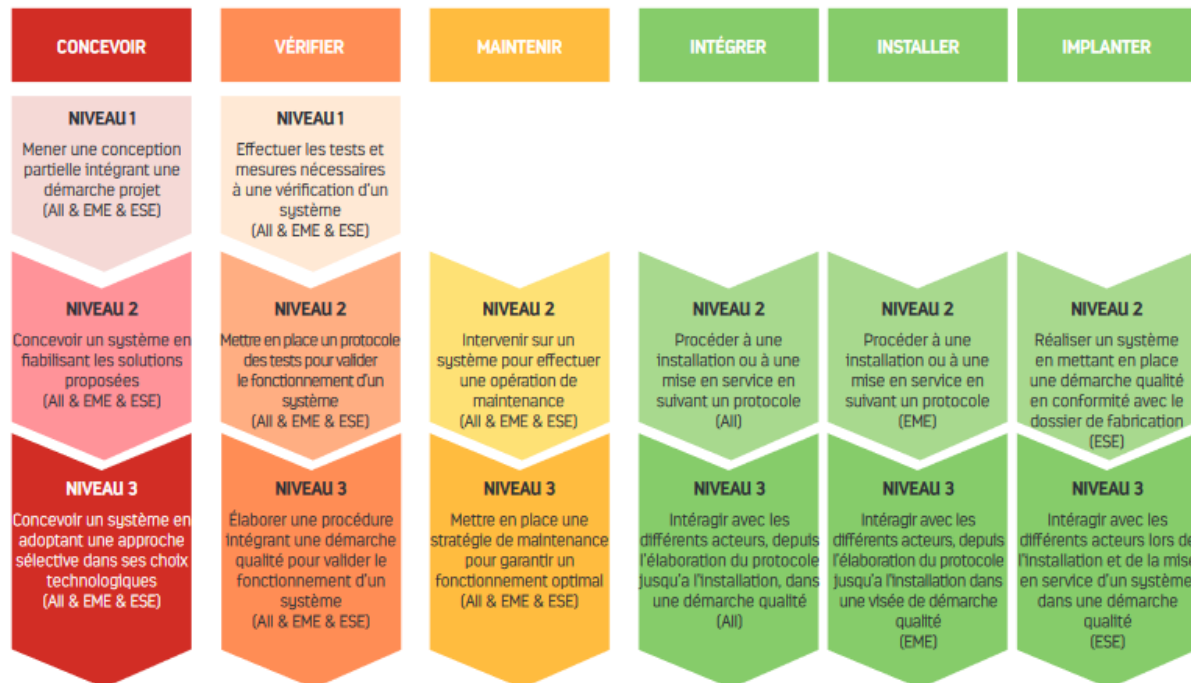 CONCEVOIR
VÉRIFIER
MAINTENIR
INTÉGRER
INSTALLER
IMPLANTER
NIVEAU 1
Mener une conception
partielle intégrant une
démarche projet
(AII & EME & ESE)
NIVEAU 1
Effectuer les tests et
mesures nécessaires
à une vérification d'un
système
(AII & EME & ESE)
NIVEAU 2
Concevoir un système en
fiabilisant les solutions
proposées
(AII & EME & ESE)
NIVEAU 2
Mettre en place un protocole
des tests pour valider
le fonctionnement d'un
système
(AII & EME & ESE)
NIVEAU 2
Intervenir sur un
système pour effectuer
une opération de
maintenance
(AII & EME & ESE)
NIVEAU 2
Procéder à une
installation ou à une
mise en service en
suivant un protocole
(AII)
NIVEAU 2
Procéder à une
installation ou à une
mise en service en
suivant un protocole
(EME)
NIVEAU 2
Réaliser un système
en mettant en place
une démarche qualité
en conformité avec le
dossier de fabrication
(ESE)
NIVEAU 3
Concevoir un système en
adoptant une approche
sélective dans ses choix
technologiques
(AII & EME & ESE)
NIVEAU 3
Élaborer une procédure
intégrant une démarche
qualité pour valider le
fonctionnement d'un
système
(AII & EME & ESE)
NIVEAU 3
Mettre en place une
stratégie de maintenance
pour garantir un
fonctionnement optimal
(AII & EME & ESE)
NIVEAU 3
Intéragir avec les
différents acteurs, depuis
l'élaboration du protocole
jusqu'a l'installation, dans
une démarche qualité
(AII)
NIVEAU 3
Intéragir avec les
différents acteurs, depuis
l'élaboration du protocole
jusqu'a l'installation dans
une visée de démarche
qualité
(EME)
NIVEAU 3
Intéragir avec les
différents acteurs lors de
l'installation et de la mise
en service d'un système
dans une démarche
qualité
(ESE)